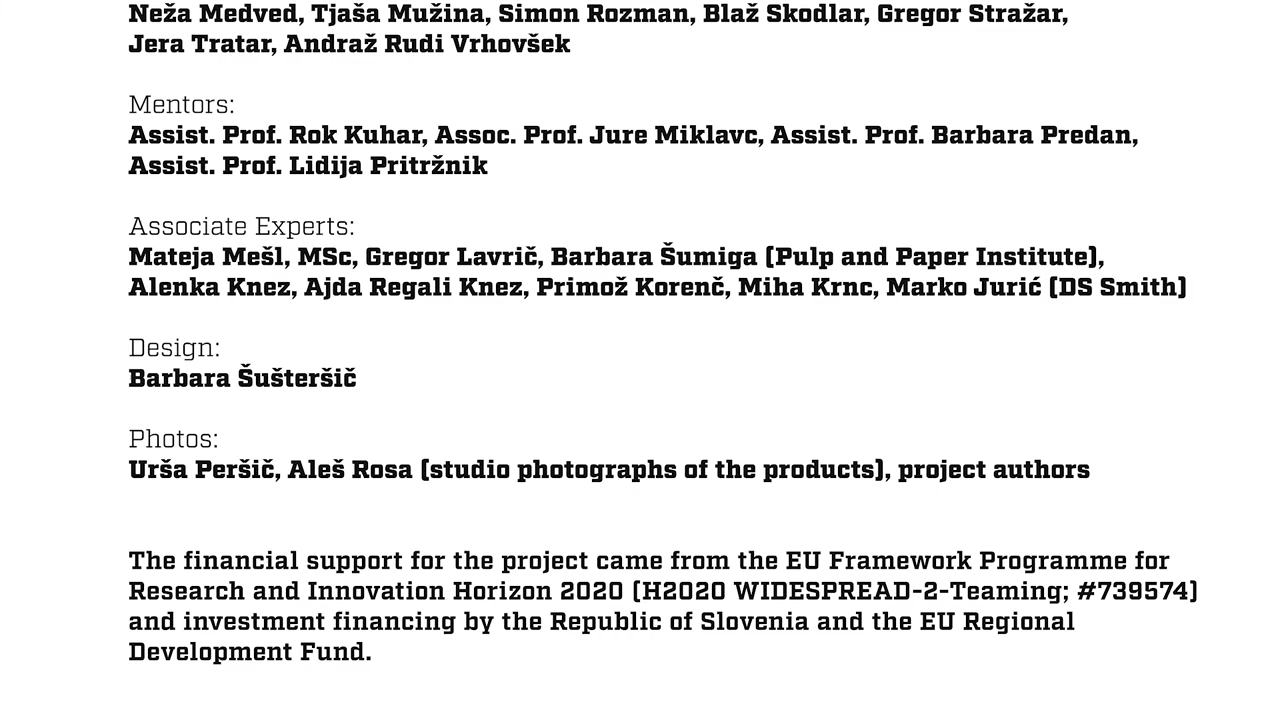 Neža Medved, Tjaša Mužina, Simon Rozman, Blaž Skodlar, Gregor Stražar,
Jera Tratar, Andraž Rudi Vrhovšek
Mentors:
Assist. Prof. Rok Kuhar, Assoc. Prof. Jure Miklavc, Assist. Prof. Barbara Predan,
Assist. Prof. Lidija Pritržnik
Associate Experts:
Mateja Mešl, MSc, Gregor Lavrič, Barbara Šumiga (Pulp and Paper Institute),
Alenka Knez, Ajda Regali Knez, Primož Korenč, Miha Krnc, Marko Jurić (DS Smith)
Design:
Barbara Šušteršič
Photos:
Urša Peršič, Aleš Rosa (studio photographs of the products), project authors
The financial support for the project came from the EU Framework Programme for
Research and Innovation Horizon 2020 (H2020 WIDESPREAD-2-Teaming; #739574)
and investment financing by the Republic of Slovenia and the EU Regional
Development Fund.